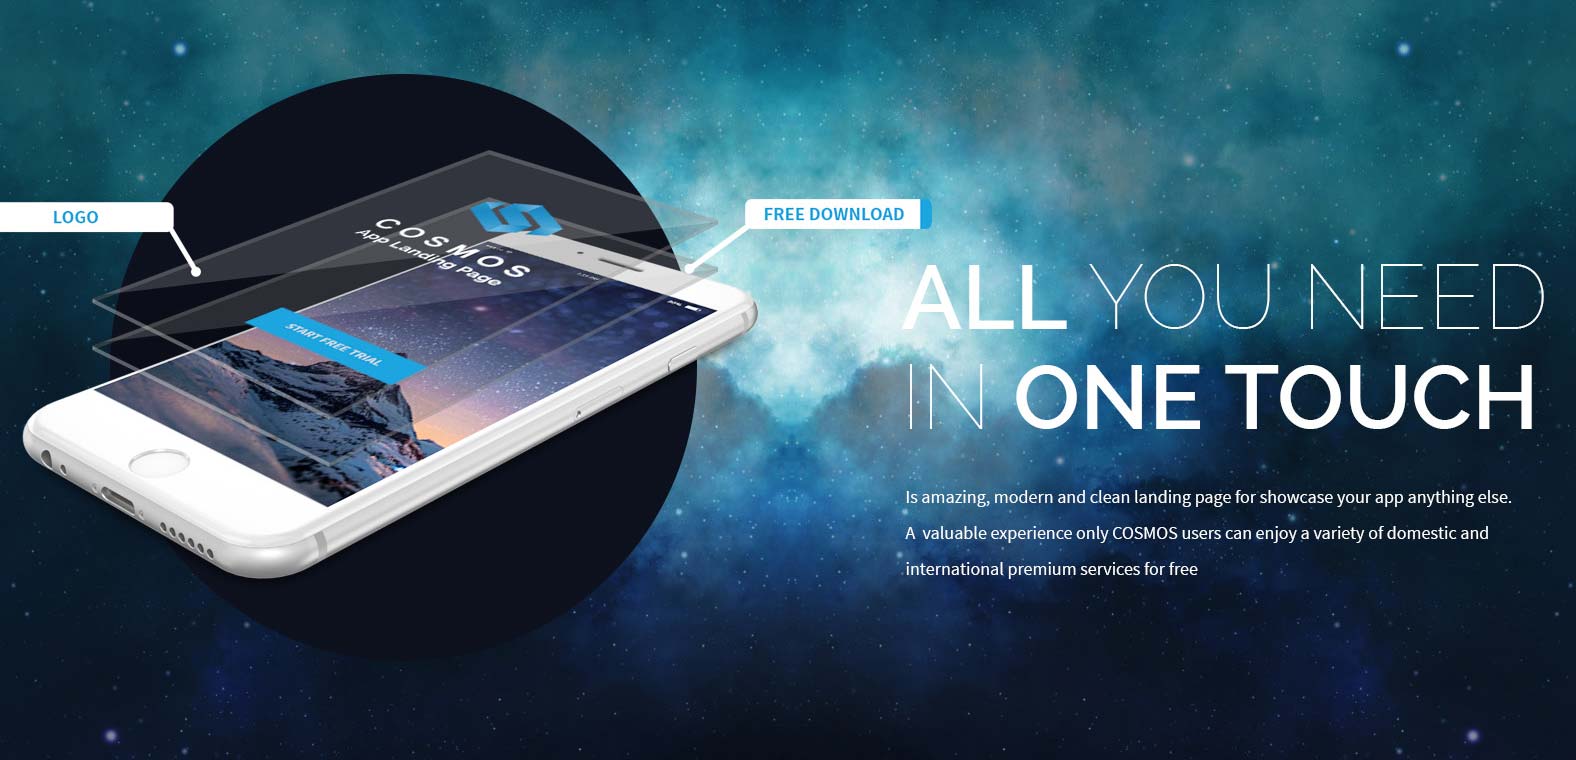 LOGO
FREE DOWNLOAD
COSMOS
App Landing Page
START FREE TRIAL
ALL YOU NEED
IN ONE TOUCH
Is amazing, modern and clean landing page for showcase your app anything else.
A valuable experience only COSMOS users can enjoy a variety of domestic and
international premium services for free